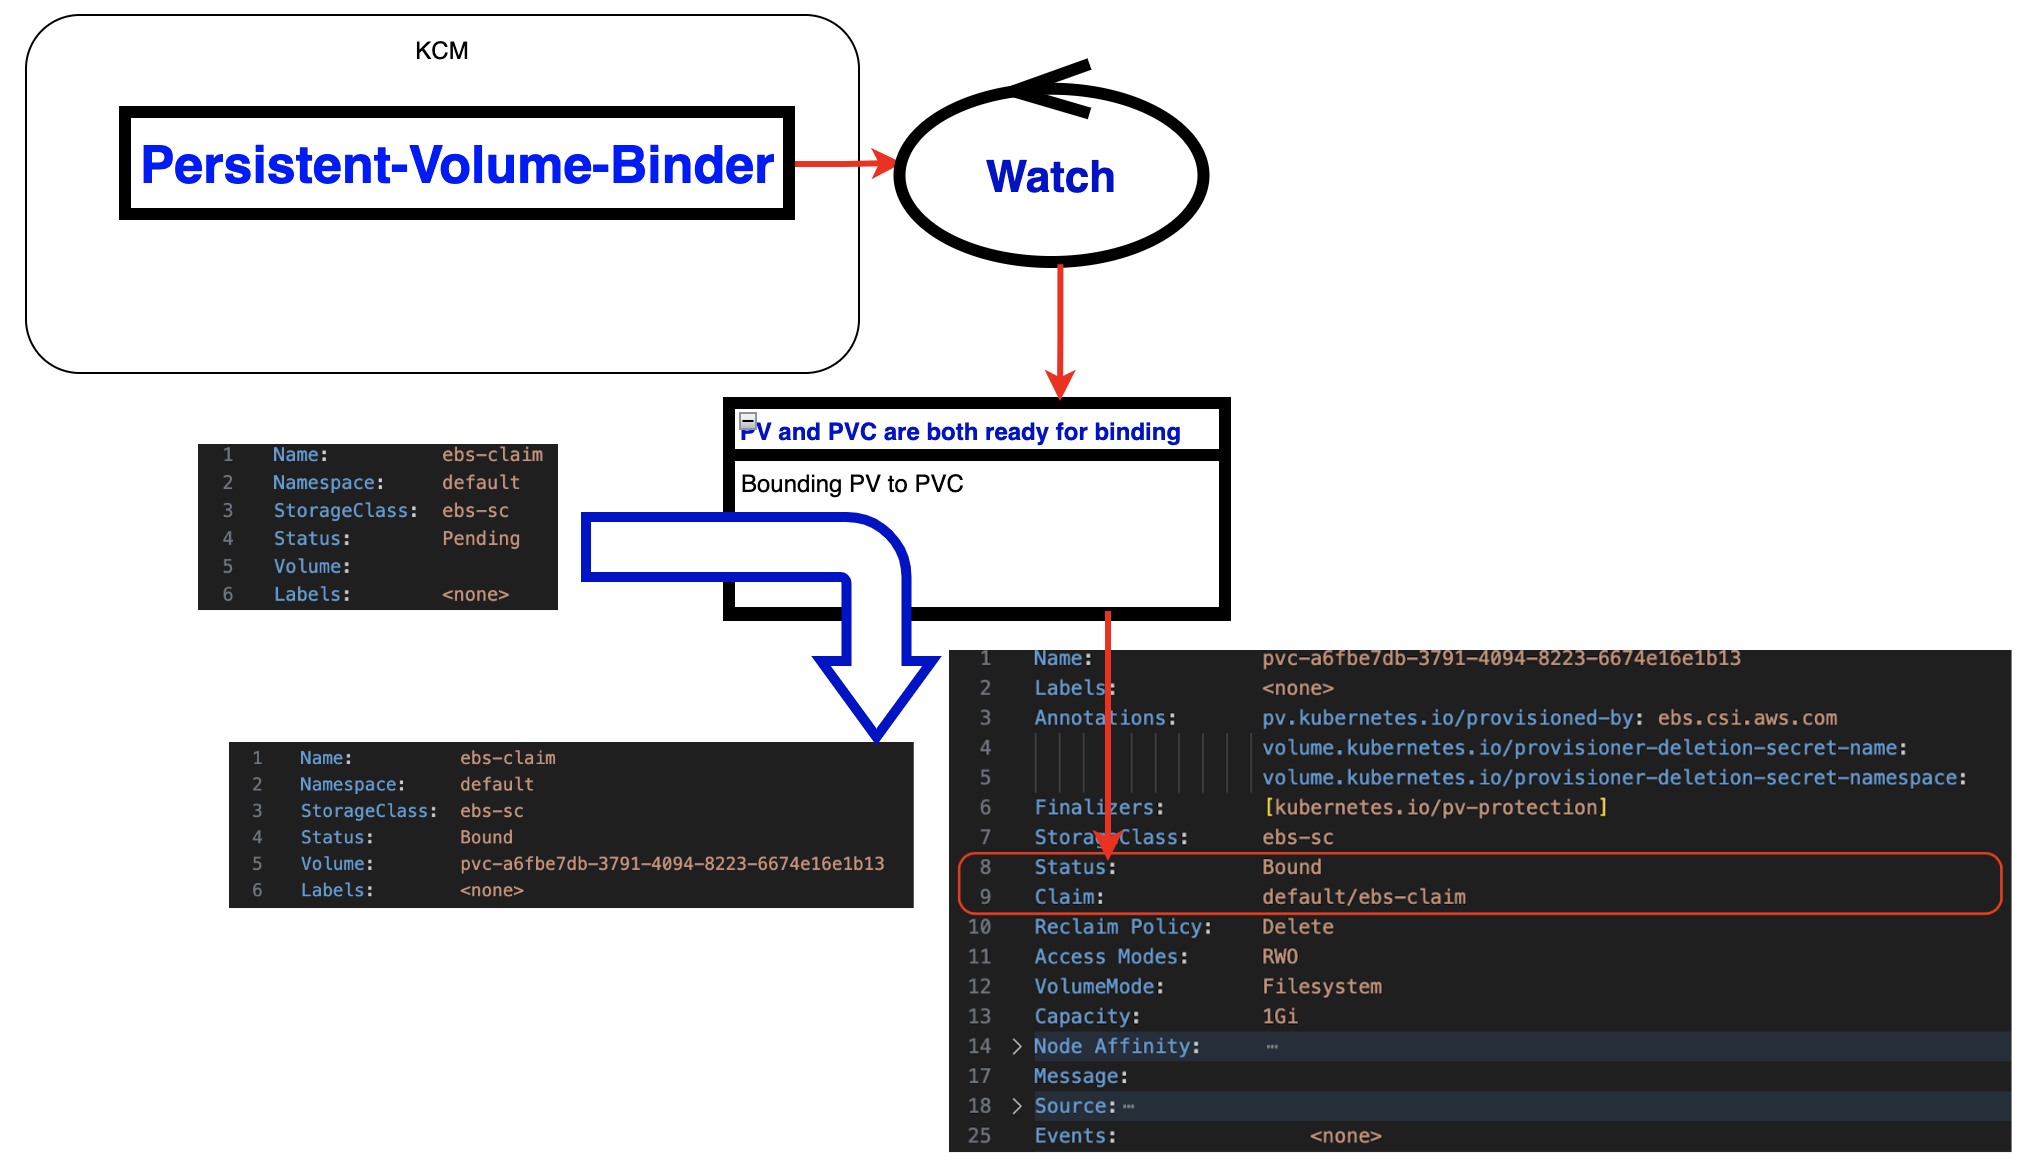 KCM
Persistent-Volume-Binder
Watch
PV and PVC are both ready for binding
Bounding PV to PVC
1 Name: ebs-claim
2 Namespace: default
3 StorageClass: ebs-sc
4 Status: Pending
5 Volume:
6 Labels: <none>
1 Name: ebs-claim
2 Namespace: default
3 StorageClass: ebs-sc
4 Status: Bound
5 Volume: pvc-a6fbe7db-3791-4094-8223-6674e16e1b13
6 Labels: <none>
1 Name: pvc-a6fbe7db-3791-4094-8223-6674e16e1b13
2 Labels: <none>
3 Annotations: pv.kubernetes.io/provisioned-by: ebs.csi.aws.com
4 volume.kubernetes.io/provisioner-deletion-secret-name:
5 volume.kubernetes.io/provisioner-deletion-secret-namespace:
6 Finalizers: [kubernetes.io/pv-protection]
7 StorageClass: ebs-sc
8 Status: Bound
9 Claim: default/ebs-claim
10 Reclaim Policy: Delete
11 Access Modes: RWO
12 VolumeMode: Filesystem
13 Capacity: 1Gi
14 > Node Affinity: ⋯
17 Message:
18 > Source: ⋯
25 Events: <none>